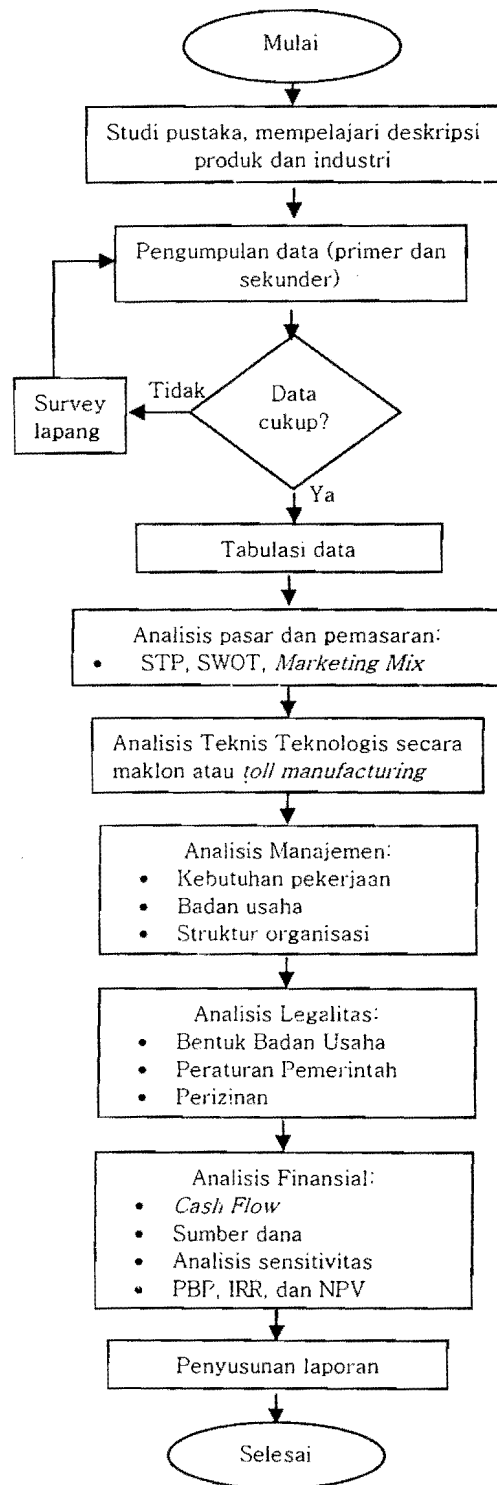 Mulai
Studi pustaka, mempelajari deskripsi
produk dan industri
Pengumpulan data (primer dan
sekunder)
Tidak
Data
cukup?
Survey
lapang
Ya
Tabulasi data
Analisis pasar dan pemasaran:
• STP, SWOT, Marketing Mix
Analisis Teknis Teknologis secara
maklon atau toll manufacturing
Analisis Manajemen:
• Kebutuhan pekerjaan
• Badan usaha
• Struktur organisasi
Analisis Legalitas:
• Bentuk Badan Usaha
• Peraturan Pemerintah
• Perizinan
Analisis Finansial:
• Cash Flow
• Sumber dana
• Analisis sensitivitas
• PBP, IRR, dan NPV
Penyusunan laporan
Selesai